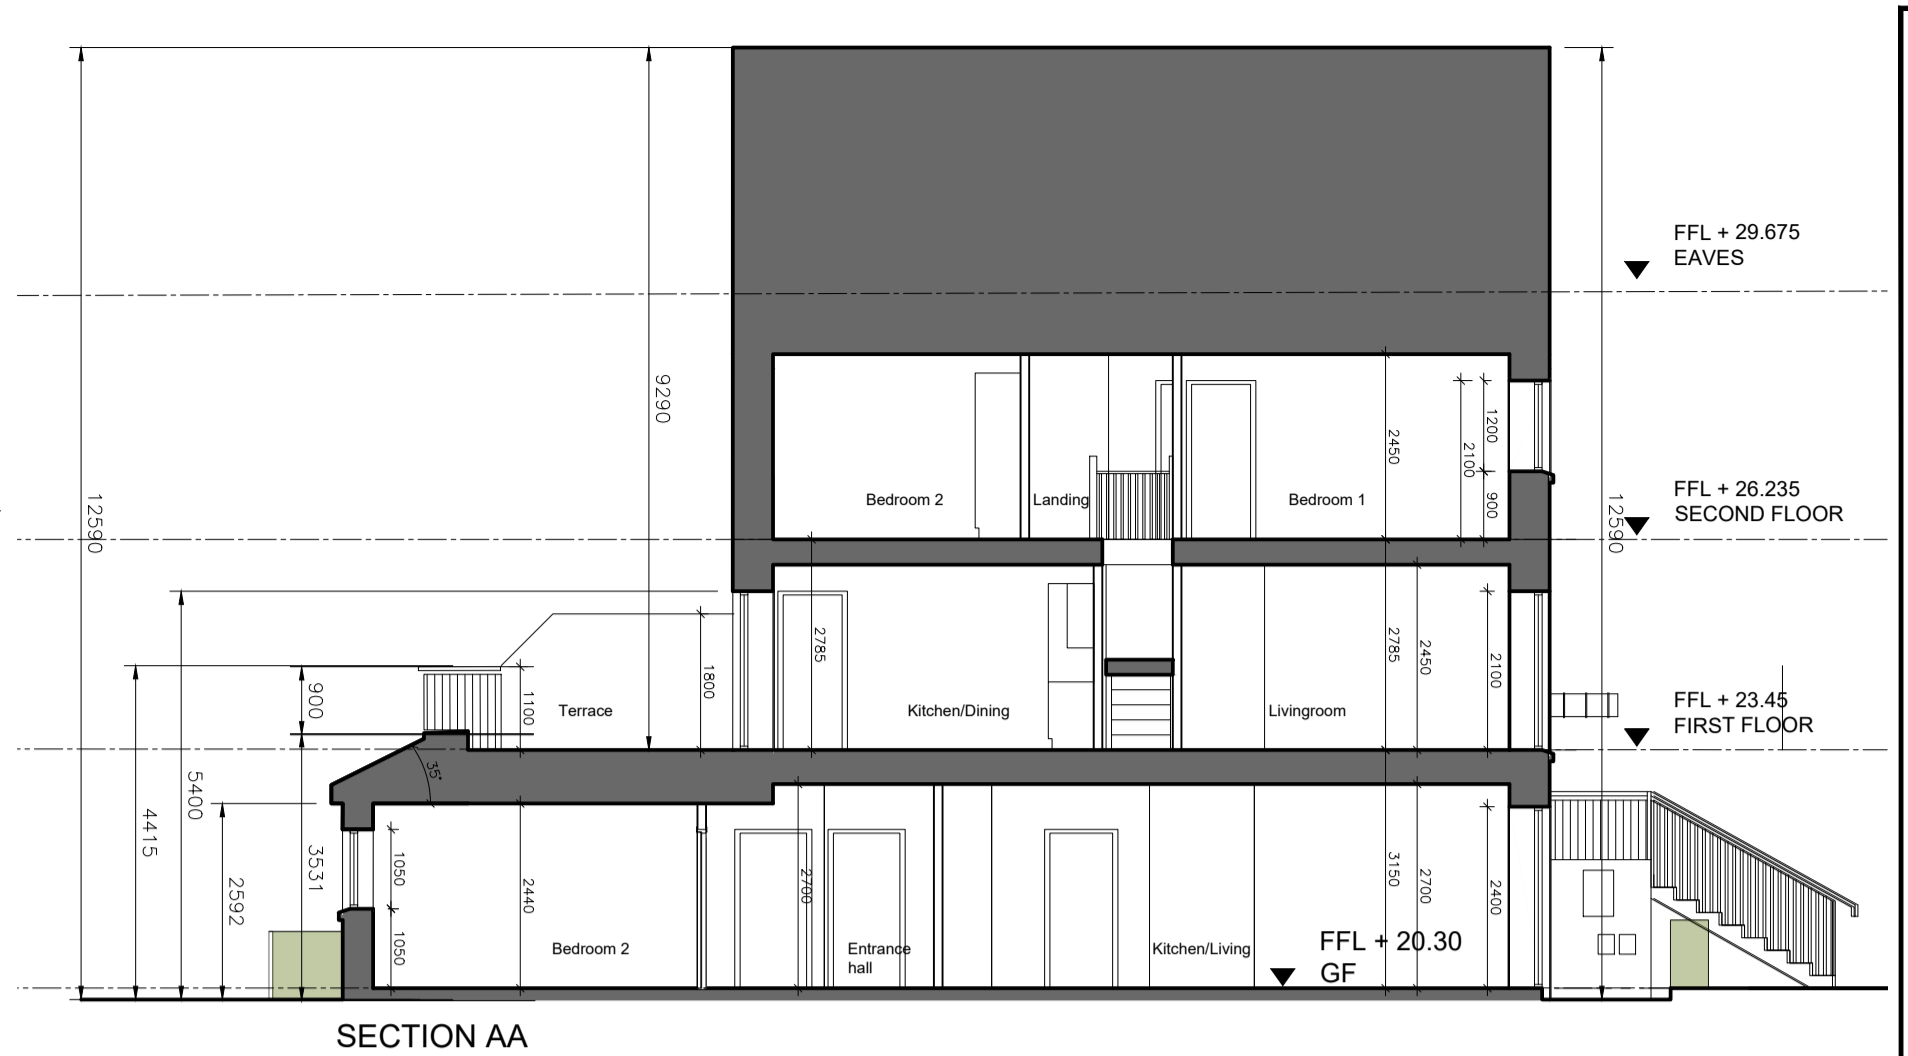 FFL + 29.675
EAVES
9290
1200
2450
2100
12590
12590
FFL + 26.235
SECOND FLOOR
Bedroom 2
Landing
Bedroom 1
900
2785
2785
2450
2100
1800
900
1100
Terrace
Kitchen/Dining
Livingroom
FFL + 23.45
FIRST FLOOR
35°
5400
4415
3531
2592
1050
2440
2700
3150
2700
2400
1050
Bedroom 2
Entrance
hall
Kitchen/Living
FFL + 20.30
GF
SECTION AA